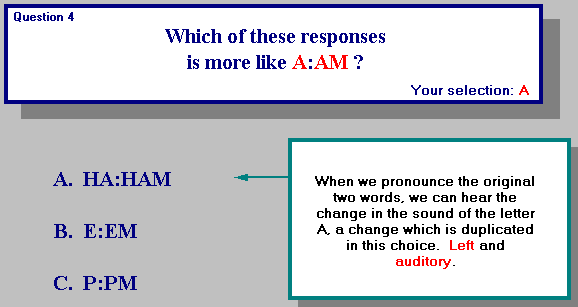 Question 4
Which of these responses
is more like A:AM ?
Your selection: A
A. HA:HAM
B. E:EM
C. P:PM
When we pronounce the original
two words, we can hear the
change in the sound of the letter
A, a change which is duplicated
in this choice. Left and
auditory.